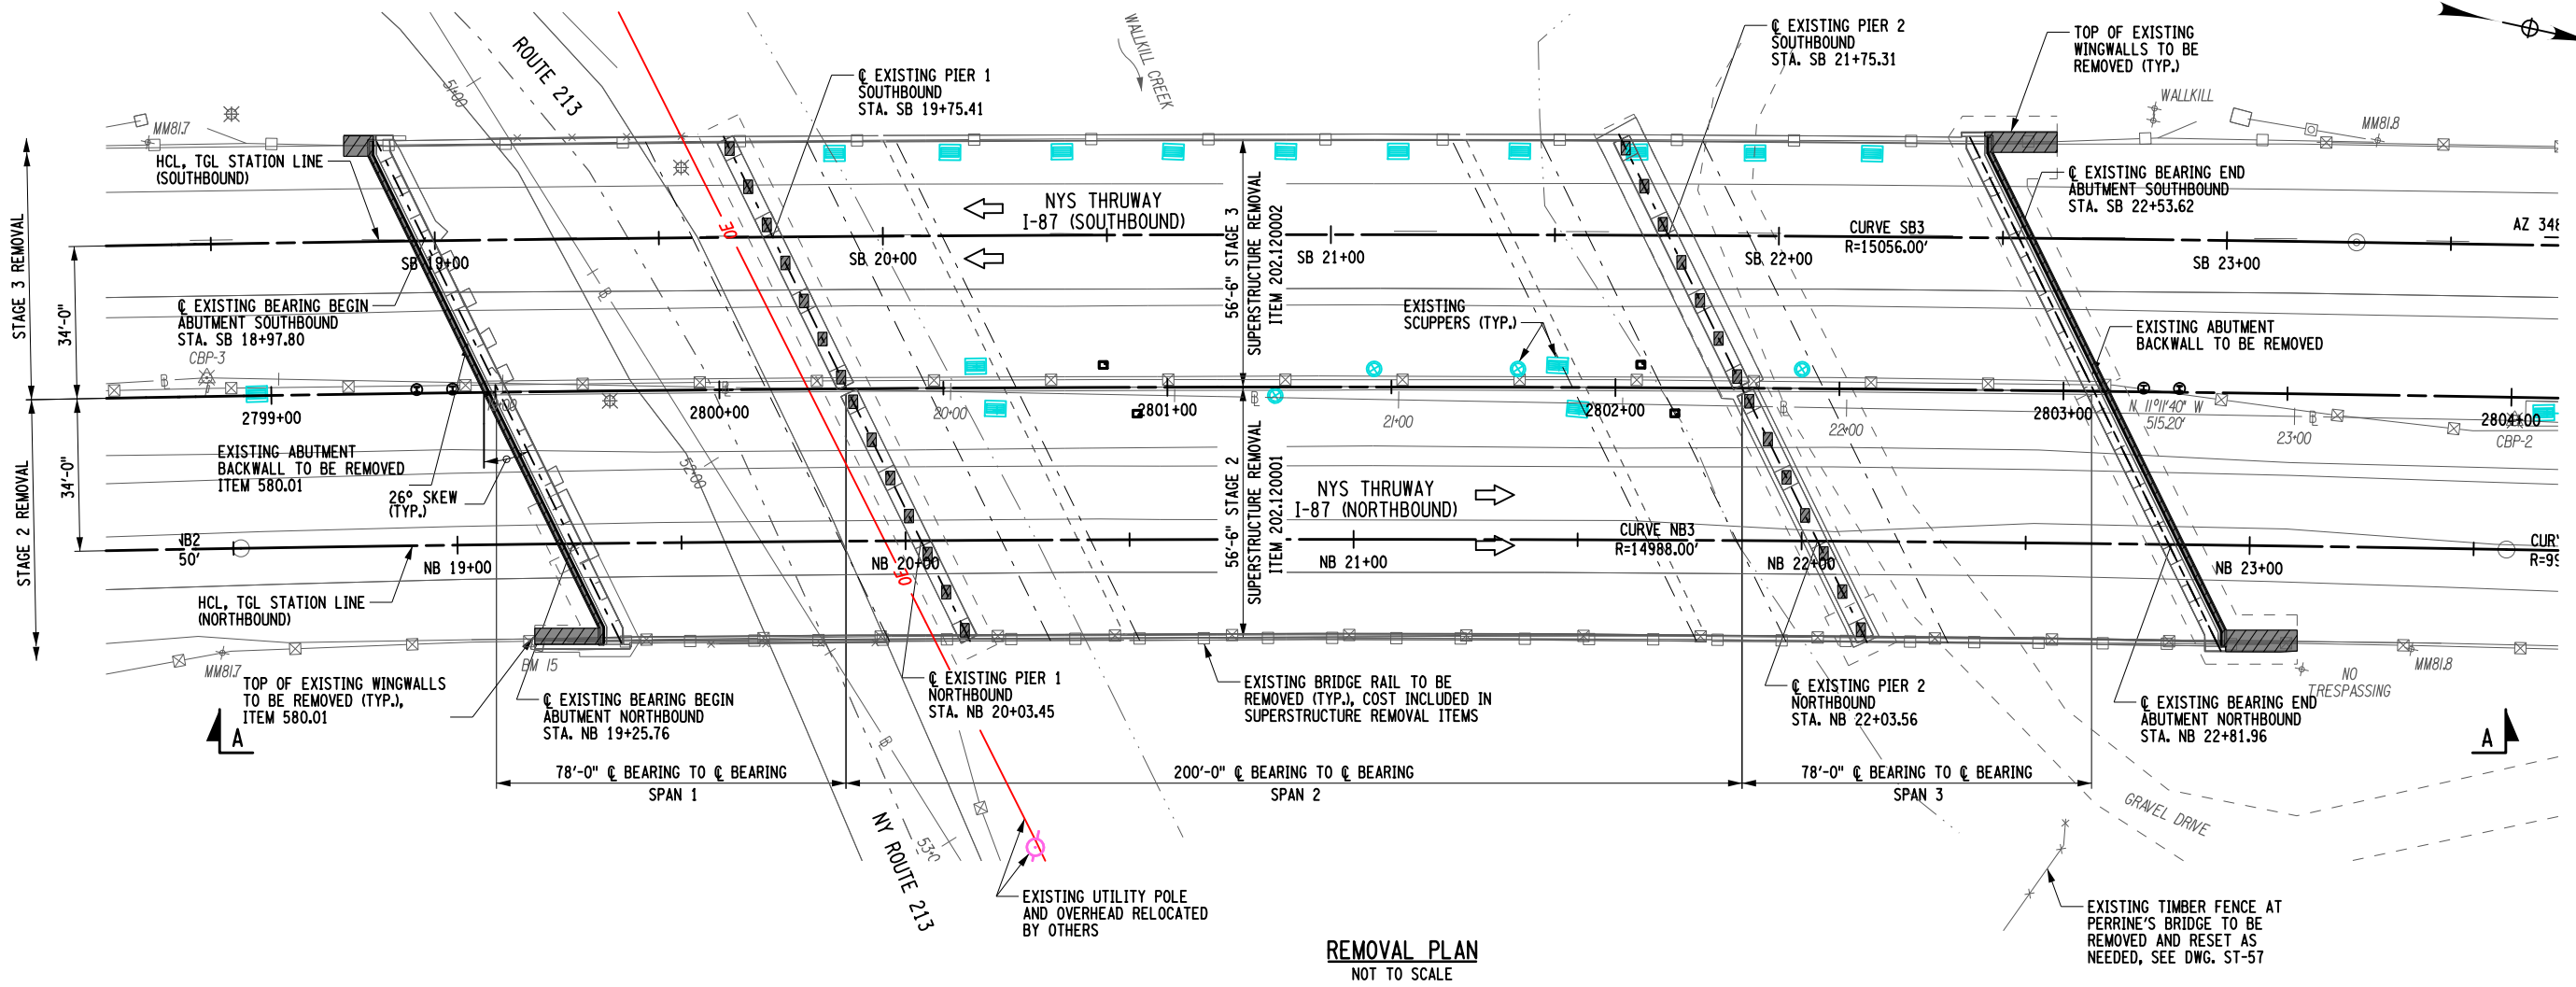 ROUTE 213
WALLKILL CREEK
℄ EXISTING PIER 1
SOUTHBOUND
STA. SB 19+75.41
℄ EXISTING PIER 2
SOUTHBOUND
STA. SB 21+75.31
TOP OF EXISTING
WINGWALLS TO BE
REMOVED (TYP.)
51+00
MM81.7
WALLKILL
MM81.8
HCL, TGL STATION LINE
(SOUTHBOUND)
℄ EXISTING BEARING END
ABUTMENT SOUTHBOUND
STA. SB 22+53.62
NYS THRUWAY
I-87 (SOUTHBOUND)
OE
CURVE SB3
R=15056.00'
AZ 348
SB 19+00
SB 20+00
SB 21+00
SB 22+00
SB 23+00
STAGE 3 REMOVAL
34'-0"
56'-6" STAGE 3
SUPERSTRUCTURE REMOVAL
ITEM 202.120002
℄ EXISTING BEARING BEGIN
ABUTMENT SOUTHBOUND
STA. SB 18+97.80
CBP-3
EXISTING
SCUPPERS (TYP.)
EXISTING ABUTMENT
BACKWALL TO BE REMOVED
2799+00
2800+00
20+00
2801+00
21+00
2802+00
22+00
2803+00
N 11°11'40" W
515.20'
23+00
2804+00
CBP-2
EXISTING ABUTMENT
BACKWALL TO BE REMOVED
ITEM 580.01
26° SKEW
(TYP.)
52+00
STAGE 2 REMOVAL
34'-0"
56'-6" STAGE 2
SUPERSTRUCTURE REMOVAL
ITEM 202.120001
NYS THRUWAY
I-87 (NORTHBOUND)
NB2
50'
CURVE NB3
R=14988.00'
CUR
R=99
NB 19+00
NB 20+00
NB 21+00
NB 22+00
NB 23+00
OE
HCL, TGL STATION LINE
(NORTHBOUND)
MM81.7
BM 15
MM81.8
NO
TRESPASSING
TOP OF EXISTING WINGWALLS
TO BE REMOVED (TYP.),
ITEM 580.01
℄ EXISTING BEARING BEGIN
ABUTMENT NORTHBOUND
STA. NB 19+25.76
℄ EXISTING PIER 1
NORTHBOUND
STA. NB 20+03.45
EXISTING BRIDGE RAIL TO BE
REMOVED (TYP.), COST INCLUDED IN
SUPERSTRUCTURE REMOVAL ITEMS
℄ EXISTING PIER 2
NORTHBOUND
STA. NB 22+03.56
℄ EXISTING BEARING END
ABUTMENT NORTHBOUND
STA. NB 22+81.96
A
A
78'-0" ℄ BEARING TO ℄ BEARING
SPAN 1
200'-0" ℄ BEARING TO ℄ BEARING
SPAN 2
78'-0" ℄ BEARING TO ℄ BEARING
SPAN 3
GRAVEL DRIVE
NY ROUTE 213
53+0
EXISTING UTILITY POLE
AND OVERHEAD RELOCATED
BY OTHERS
EXISTING TIMBER FENCE AT
PERRINE'S BRIDGE TO BE
REMOVED AND RESET AS
NEEDED, SEE DWG. ST-57
REMOVAL PLAN
NOT TO SCALE